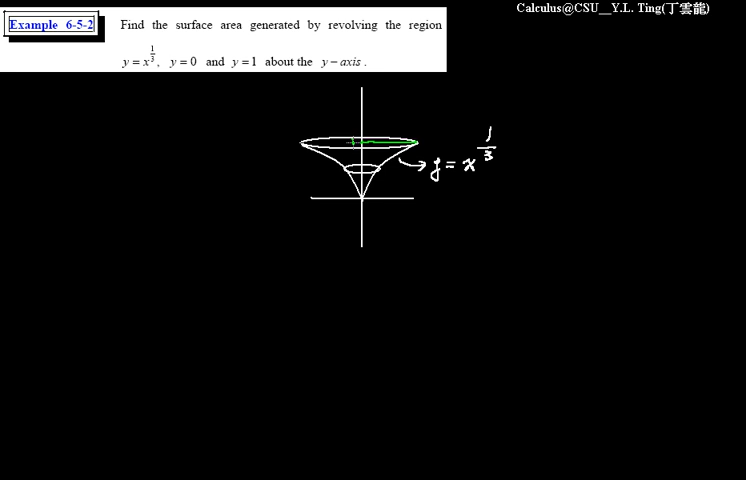 Calculus@CSU__Y.L. Ting(丁雲龍)
Example 6-5-2 Find the surface area generated by revolving the region
y = x^{1/3}, y = 0 and y = 1 about the y − axis .
y = x^{1/3}